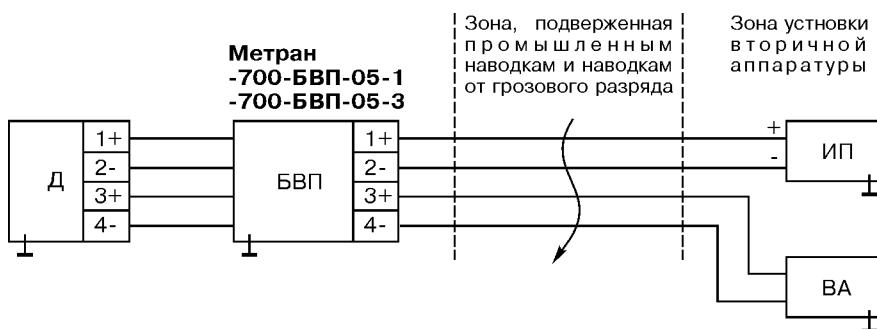 Метран
-700-БВП-05-1
-700-БВП-05-3
Зона, подверженная
промышленным
наводкам и наводкам
от грозового разряда
Зона устновки
вторичной
аппаратуры
Д
1+
2-
3+
4-
БВП
1+
2-
3+
4-
+
-
ИП
ВА